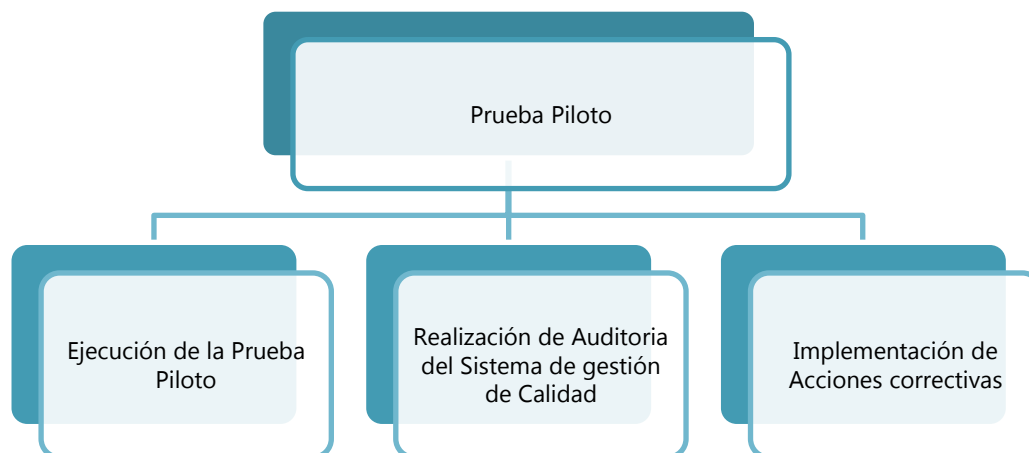 Prueba Piloto
Ejecución de la Prueba
Piloto
Realización de Auditoria
del Sistema de gestión
de Calidad
Implementación de
Acciones correctivas